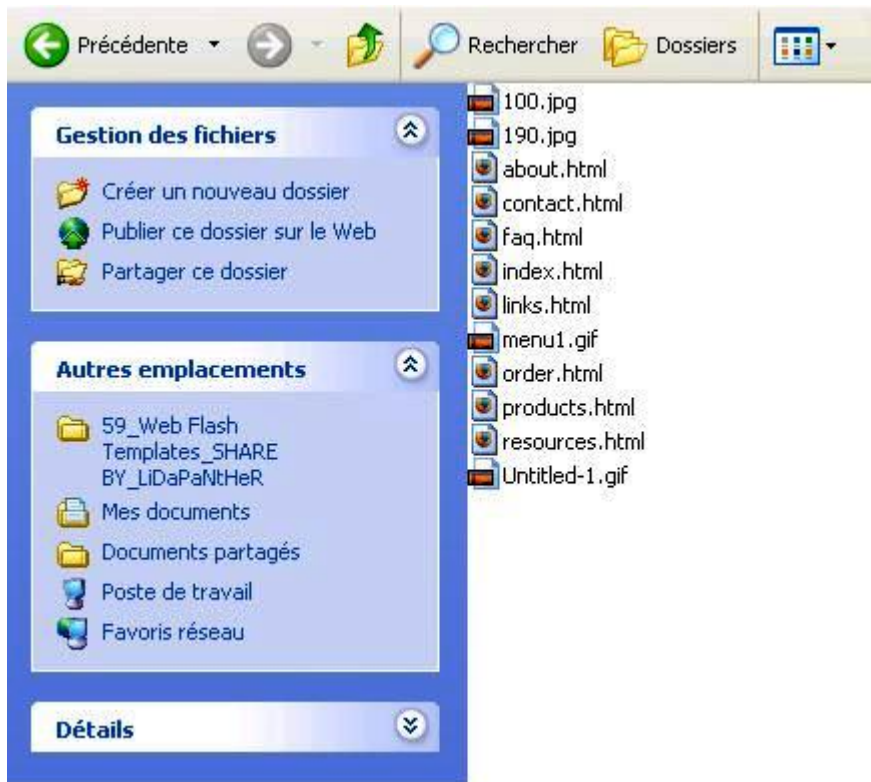 Précédente
Rechercher
Dossiers
Gestion des fichiers
Créer un nouveau dossier
Publier ce dossier sur le Web
Partager ce dossier
Autres emplacements
59_Web Flash
Templates_SHARE
BY_LiDaPaNtHeR
Mes documents
Documents partagés
Poste de travail
Favoris réseau
Détails
100.jpg
190.jpg
about.html
contact.html
faq.html
index.html
links.html
menu1.gif
order.html
products.html
resources.html
Untitled-1.gif